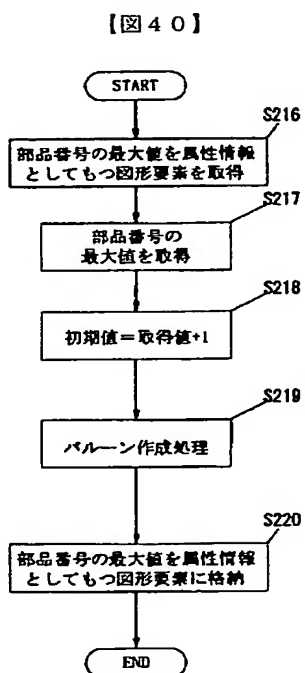 【図40】
START
S216
部品番号の最大値を属性情報
としてもつ図形要素を取得
S217
部品番号の
最大値を取得
S218
初期値=取得値+1
S219
バルーン作成処理
S220
部品番号の最大値を属性情報
としてもつ図形要素に格納
END